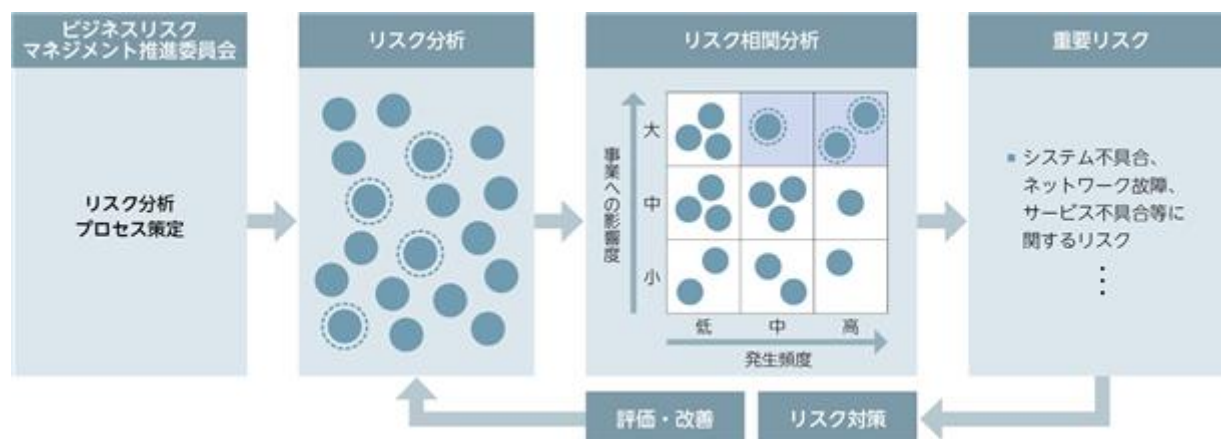 ビジネスリスク
マネジメント推進委員会
リスク分析
プロセス策定
リスク分析
リスク相関分析
事業への影響度
大
中
小
低 中 高
発生頻度
重要リスク
■ システム不具合、
ネットワーク故障、
サービス不具合等に
関するリスク
⋮
リスク対策
評価・改善